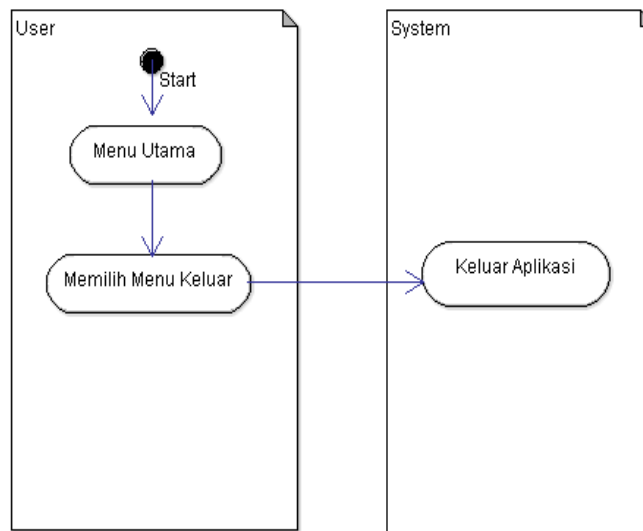 User
Start
Menu Utama
Memilih Menu Keluar
System
Keluar Aplikasi